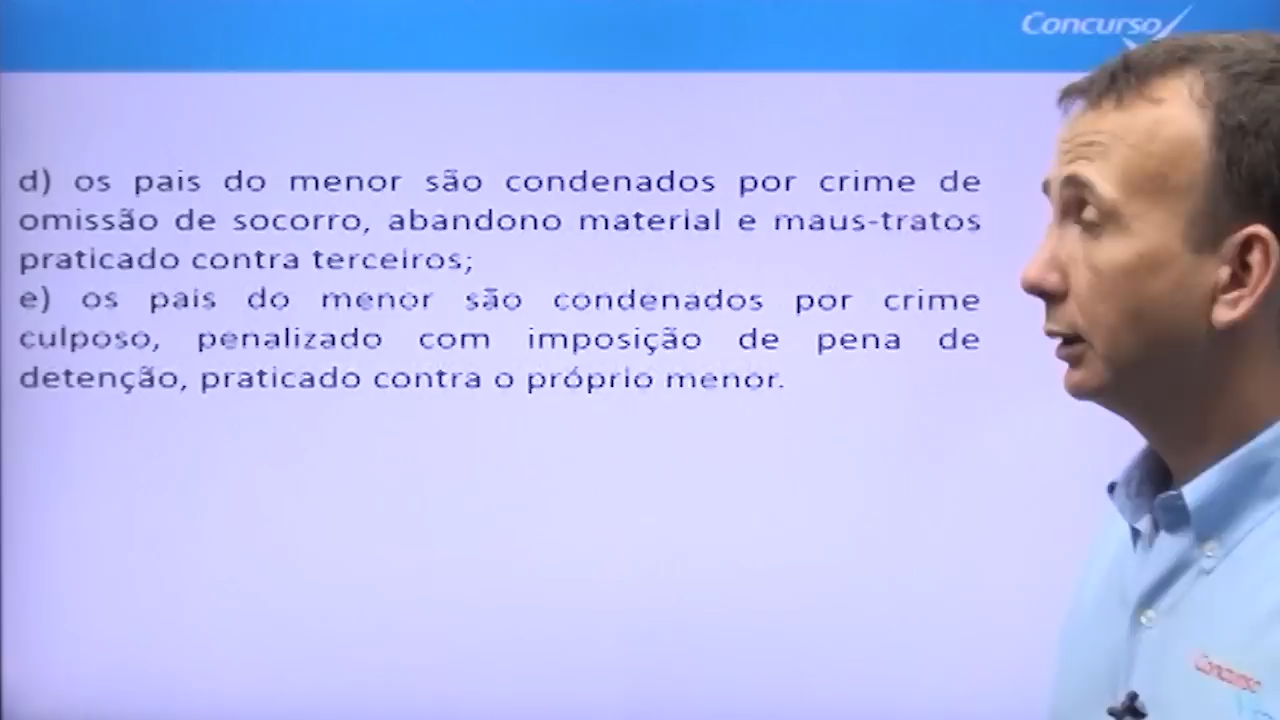 Concurso
d) os pais do menor são condenados por crime de
omissão de socorro, abandono material e maus-tratos
praticado contra terceiros;
e) os pais do menor são condenados por crime
culposo, penalizado com imposição de pena de
detenção, praticado contra o próprio menor.
Concurso